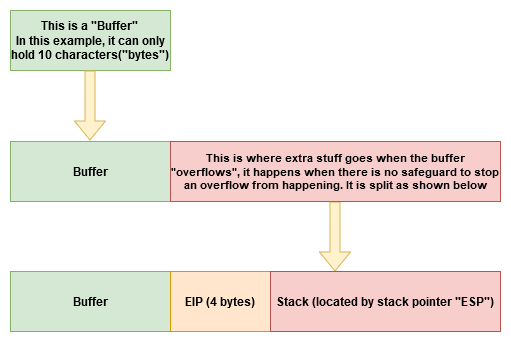 This is a "Buffer"
In this example, it can only
hold 10 characters("bytes")
Buffer
This is where extra stuff goes when the buffer
"overflows", it happens when there is no safeguard to stop
an overflow from happening. It is split as shown below
Buffer
EIP (4 bytes)
Stack (located by stack pointer "ESP")